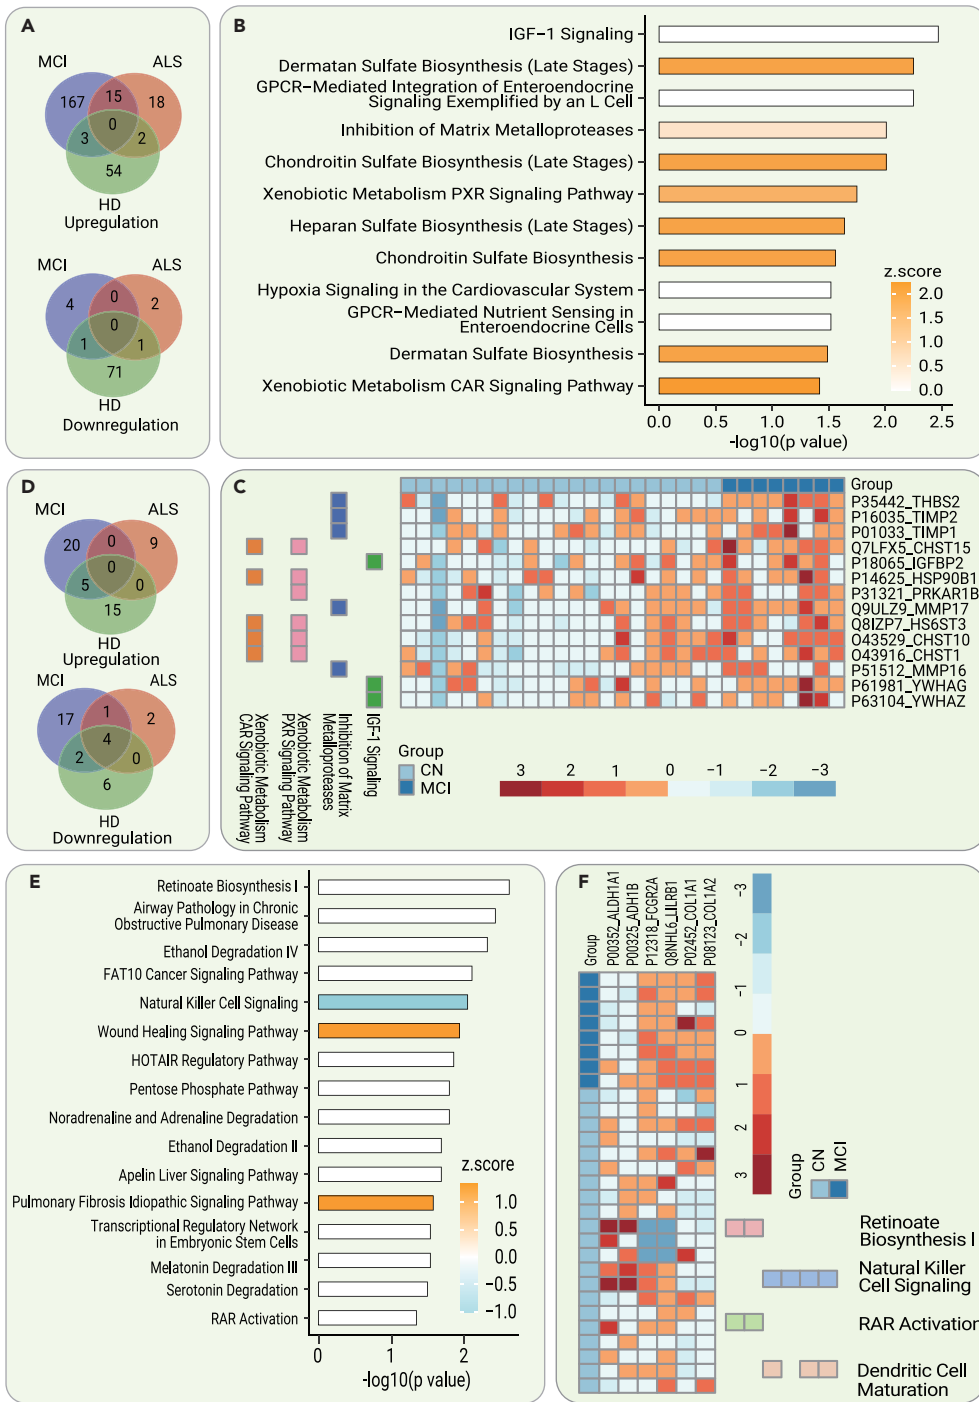 A
MCI
ALS
167
15
18
0
3
2
54
HD
Upregulation
MCI
ALS
4
0
2
0
1
1
71
HD
Downregulation
B
IGF−1 Signaling
Dermatan Sulfate Biosynthesis (Late Stages)
GPCR−Mediated Integration of Enteroendocrine
Signaling Exemplified by an L Cell
Inhibition of Matrix Metalloproteases
Chondroitin Sulfate Biosynthesis (Late Stages)
Xenobiotic Metabolism PXR Signaling Pathway
Heparan Sulfate Biosynthesis (Late Stages)
Chondroitin Sulfate Biosynthesis
Hypoxia Signaling in the Cardiovascular System
GPCR−Mediated Nutrient Sensing in
Enteroendocrine Cells
Dermatan Sulfate Biosynthesis
Xenobiotic Metabolism CAR Signaling Pathway
z.score
2.0
1.5
1.0
0.5
0.0
0.0 0.5 1.0 1.5 2.0 2.5
-log10(p value)
D
MCI
ALS
20
0
9
0
5
0
15
HD
Upregulation
MCI
ALS
17
1
2
4
2
0
6
HD
Downregulation
C
Group
P35442_THBS2
P16035_TIMP2
P01033_TIMP1
Q7LFX5_CHST15
P18065_IGFBP2
P14625_HSP90B1
P31321_PRKAR1B
Q9ULZ9_MMP17
Q8IZP7_HS6ST3
O43529_CHST10
O43916_CHST1
P51512_MMP16
P61981_YWHAG
P63104_YWHAZ
Xenobiotic Metabolism
CAR Signaling Pathway
Xenobiotic Metabolism
PXR Signaling Pathway
Inhibition of Matrix
Metalloproteases
IGF−1 Signaling
Group
CN
MCI
3 2 1 0 −1 −2 −3
E
Retinoate Biosynthesis I
Airway Pathology in Chronic
Obstructive Pulmonary Disease
Ethanol Degradation IV
FAT10 Cancer Signaling Pathway
Natural Killer Cell Signaling
Wound Healing Signaling Pathway
HOTAIR Regulatory Pathway
Pentose Phosphate Pathway
Noradrenaline and Adrenaline Degradation
Ethanol Degradation II
Apelin Liver Signaling Pathway
Pulmonary Fibrosis Idiopathic Signaling Pathway
Transcriptional Regulatory Network
in Embryonic Stem Cells
Melatonin Degradation III
Serotonin Degradation
RAR Activation
z.score
1.0
0.5
0.0
−0.5
−1.0
0 1 2
-log10(p value)
F
Group
P00352_ALDH1A1
P00325_ADH1B
P12318_FCGR2A
Q8NHL6_LILRB1
P02452_COL1A1
P08123_COL1A2
−3
−2
−1
0
1
2
3
Group
CN
MCI
Retinoate
Biosynthesis I
Natural Killer
Cell Signaling
RAR Activation
Dendritic Cell
Maturation